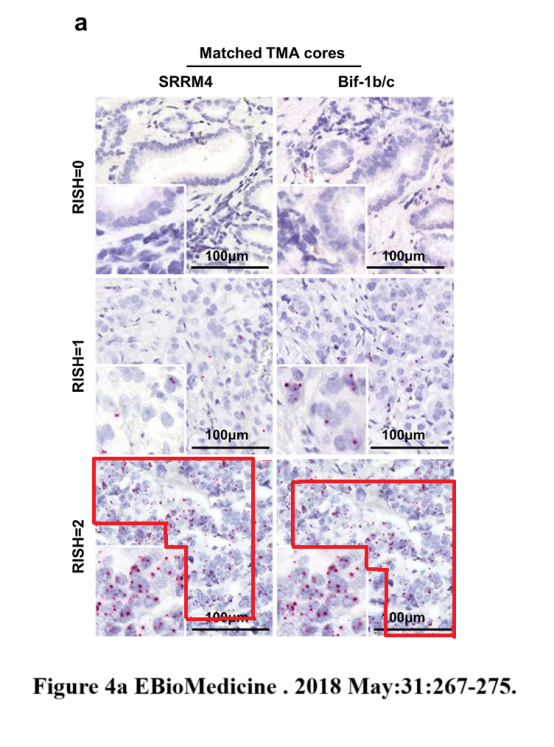 a
Matched TMA cores
SRRM4 Bif-1b/c
RISH=0
100μm 100μm
RISH=1
100μm 100μm
RISH=2
100μm 00μm
Figure 4a EBioMedicine . 2018 May:31:267-275.